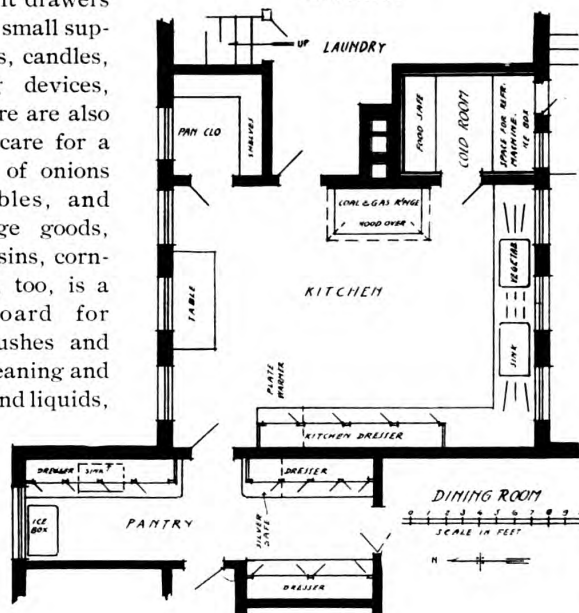 t drawers
small sup-
s, candles,
devices,
re are also
care for a
of onions
bles, and
ge goods,
sins, corn-
too, is a
oard for
ushes and
eaning and
nd liquids,
UP
LAUNDRY
PAN CLO
SHELVES
FOOD SAFE
COLD ROOM
SPACE FOR REFR.
MACHINE.
ICE BOX
COAL & GAS R'NGE
HOOD OVER
TABLE
KITCHEN
VEGETAB.
SINK
PLATE
WARMER
KITCHEN DRESSER
DRESSER
SINK
DRESSER
ICE
BOX
PANTRY
SILVER
SAFE
DRESSER
DINING ROOM
0 1 2 3 4 5 6 7 8 9
SCALE IN FEET
N